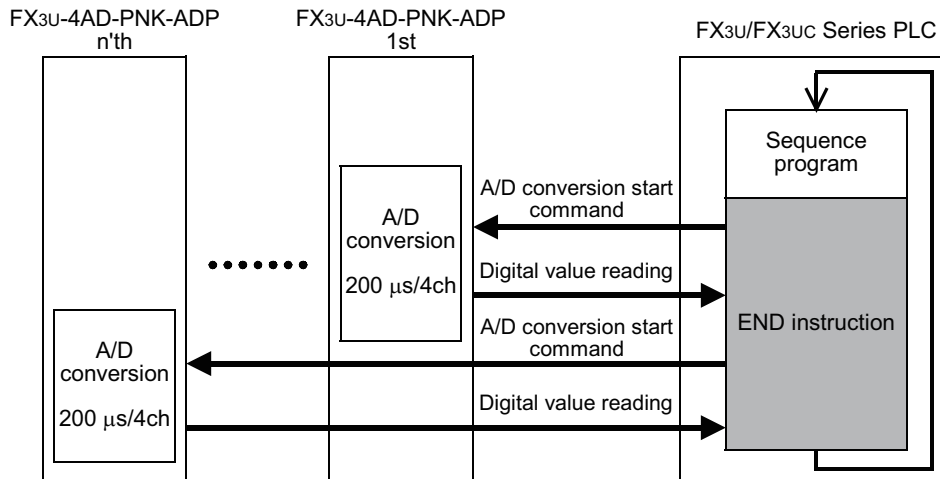 FX3U-4AD-PNK-ADP
n'th
FX3U-4AD-PNK-ADP
1st
FX3U/FX3UC Series PLC
Sequence
program
A/D conversion start
command
A/D
conversion
200 μs/4ch
Digital value reading
END instruction
A/D conversion start
command
A/D
conversion
200 μs/4ch
Digital value reading